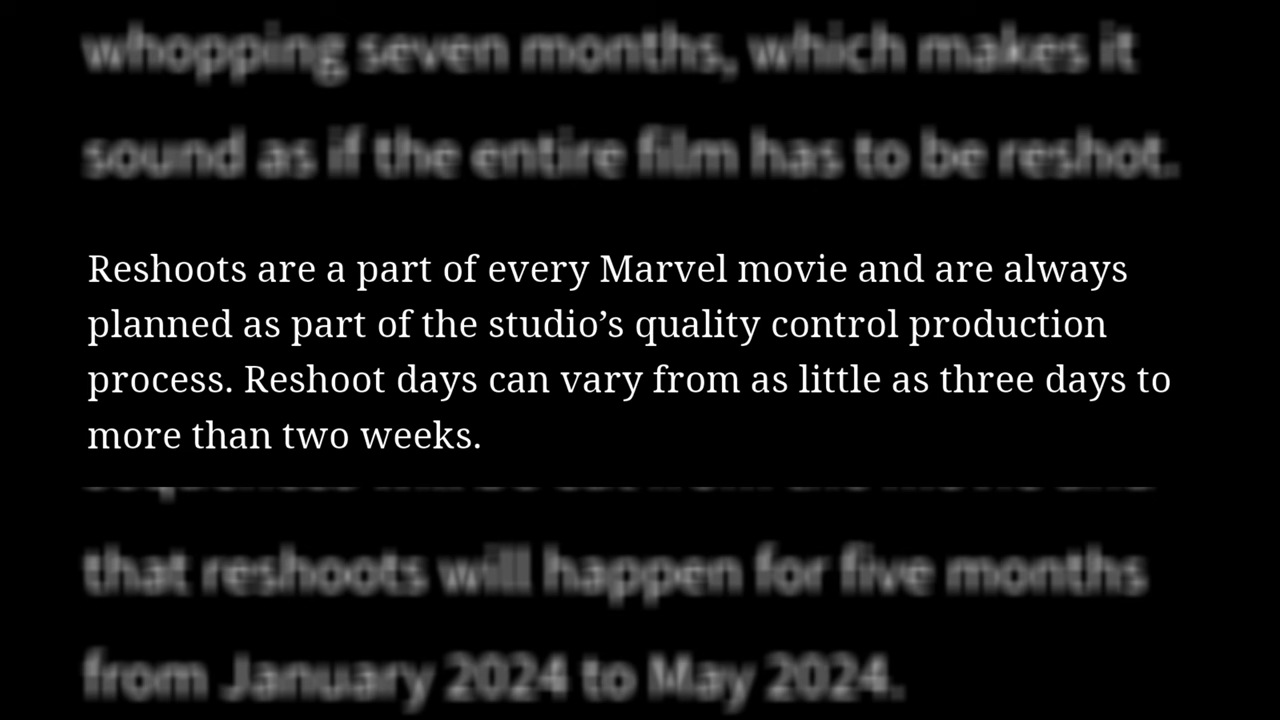 whopping seven months, which makes it
sound as if the entire film has to be reshot.
Reshoots are a part of every Marvel movie and are always
planned as part of the studio’s quality control production
process. Reshoot days can vary from as little as three days to
more than two weeks.
that reshoots will happen for five months
from January 2024 to May 2024.